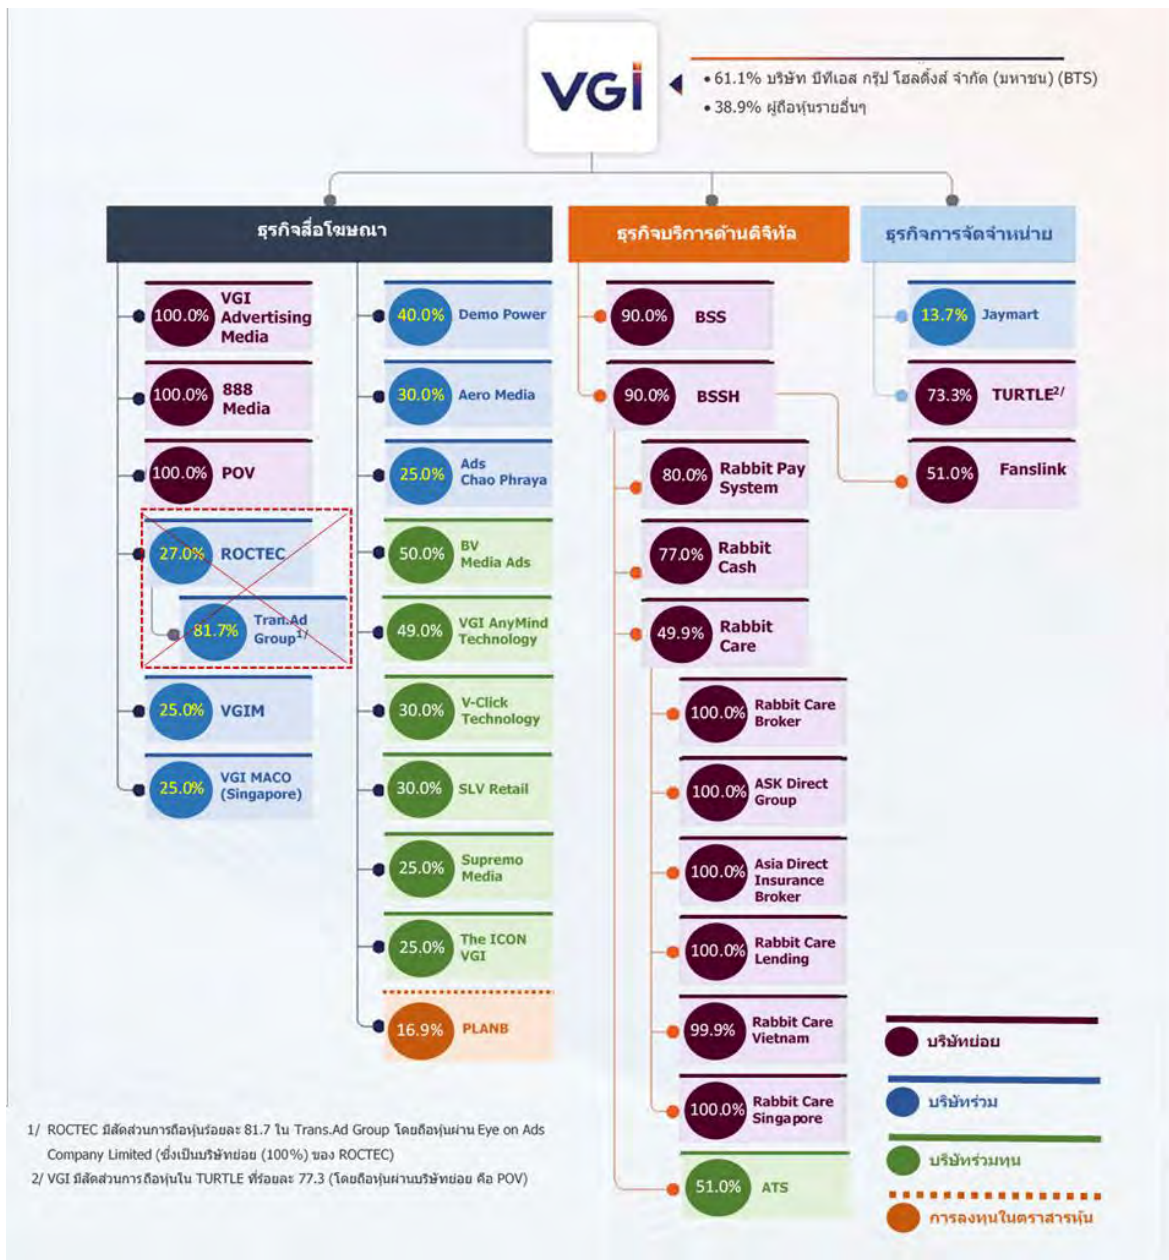 VGI
• 61.1% บริษัท บีทีเอส กรุ๊ป โฮลดิ้งส์ จำกัด (มหาชน) (BTS)
• 38.9% ผู้ถือหุ้นรายอื่นๆ
ธุรกิจสื่อโฆษณา
100.0%
VGI
Advertising
Media
100.0%
888
Media
100.0%
POV
27.0%
ROCTEC
81.7%
Tran.Ad
Group1/
25.0%
VGIM
25.0%
VGI MACO
(Singapore)
40.0%
Demo Power
30.0%
Aero Media
25.0%
Ads
Chao Phraya
50.0%
BV
Media Ads
49.0%
VGI AnyMind
Technology
30.0%
V-Click
Technology
30.0%
SLV Retail
25.0%
Supremo
Media
25.0%
The ICON
VGI
16.9%
PLANB
ธุรกิจบริการด้านดิจิทัล
90.0%
BSS
90.0%
BSSH
80.0%
Rabbit Pay
System
77.0%
Rabbit
Cash
49.9%
Rabbit
Care
100.0%
Rabbit Care
Broker
100.0%
ASK Direct
Group
100.0%
Asia Direct
Insurance
Broker
100.0%
Rabbit Care
Lending
99.9%
Rabbit Care
Vietnam
100.0%
Rabbit Care
Singapore
51.0%
ATS
ธุรกิจการจัดจำหน่าย
13.7%
Jaymart
73.3%
TURTLE2/
51.0%
Fanslink
บริษัทย่อย
บริษัทร่วม
บริษัทร่วมทุน
การลงทุนในตราสารหุ้น
1/ ROCTEC มีสัดส่วนการถือหุ้นร้อยละ 81.7 ใน Trans.Ad Group โดยถือหุ้นผ่าน Eye on Ads
Company Limited (ซึ่งเป็นบริษัทย่อย (100%) ของ ROCTEC)
2/ VGI มีสัดส่วนการถือหุ้นใน TURTLE ที่ร้อยละ 77.3 (โดยถือหุ้นผ่านบริษัทย่อย คือ POV)